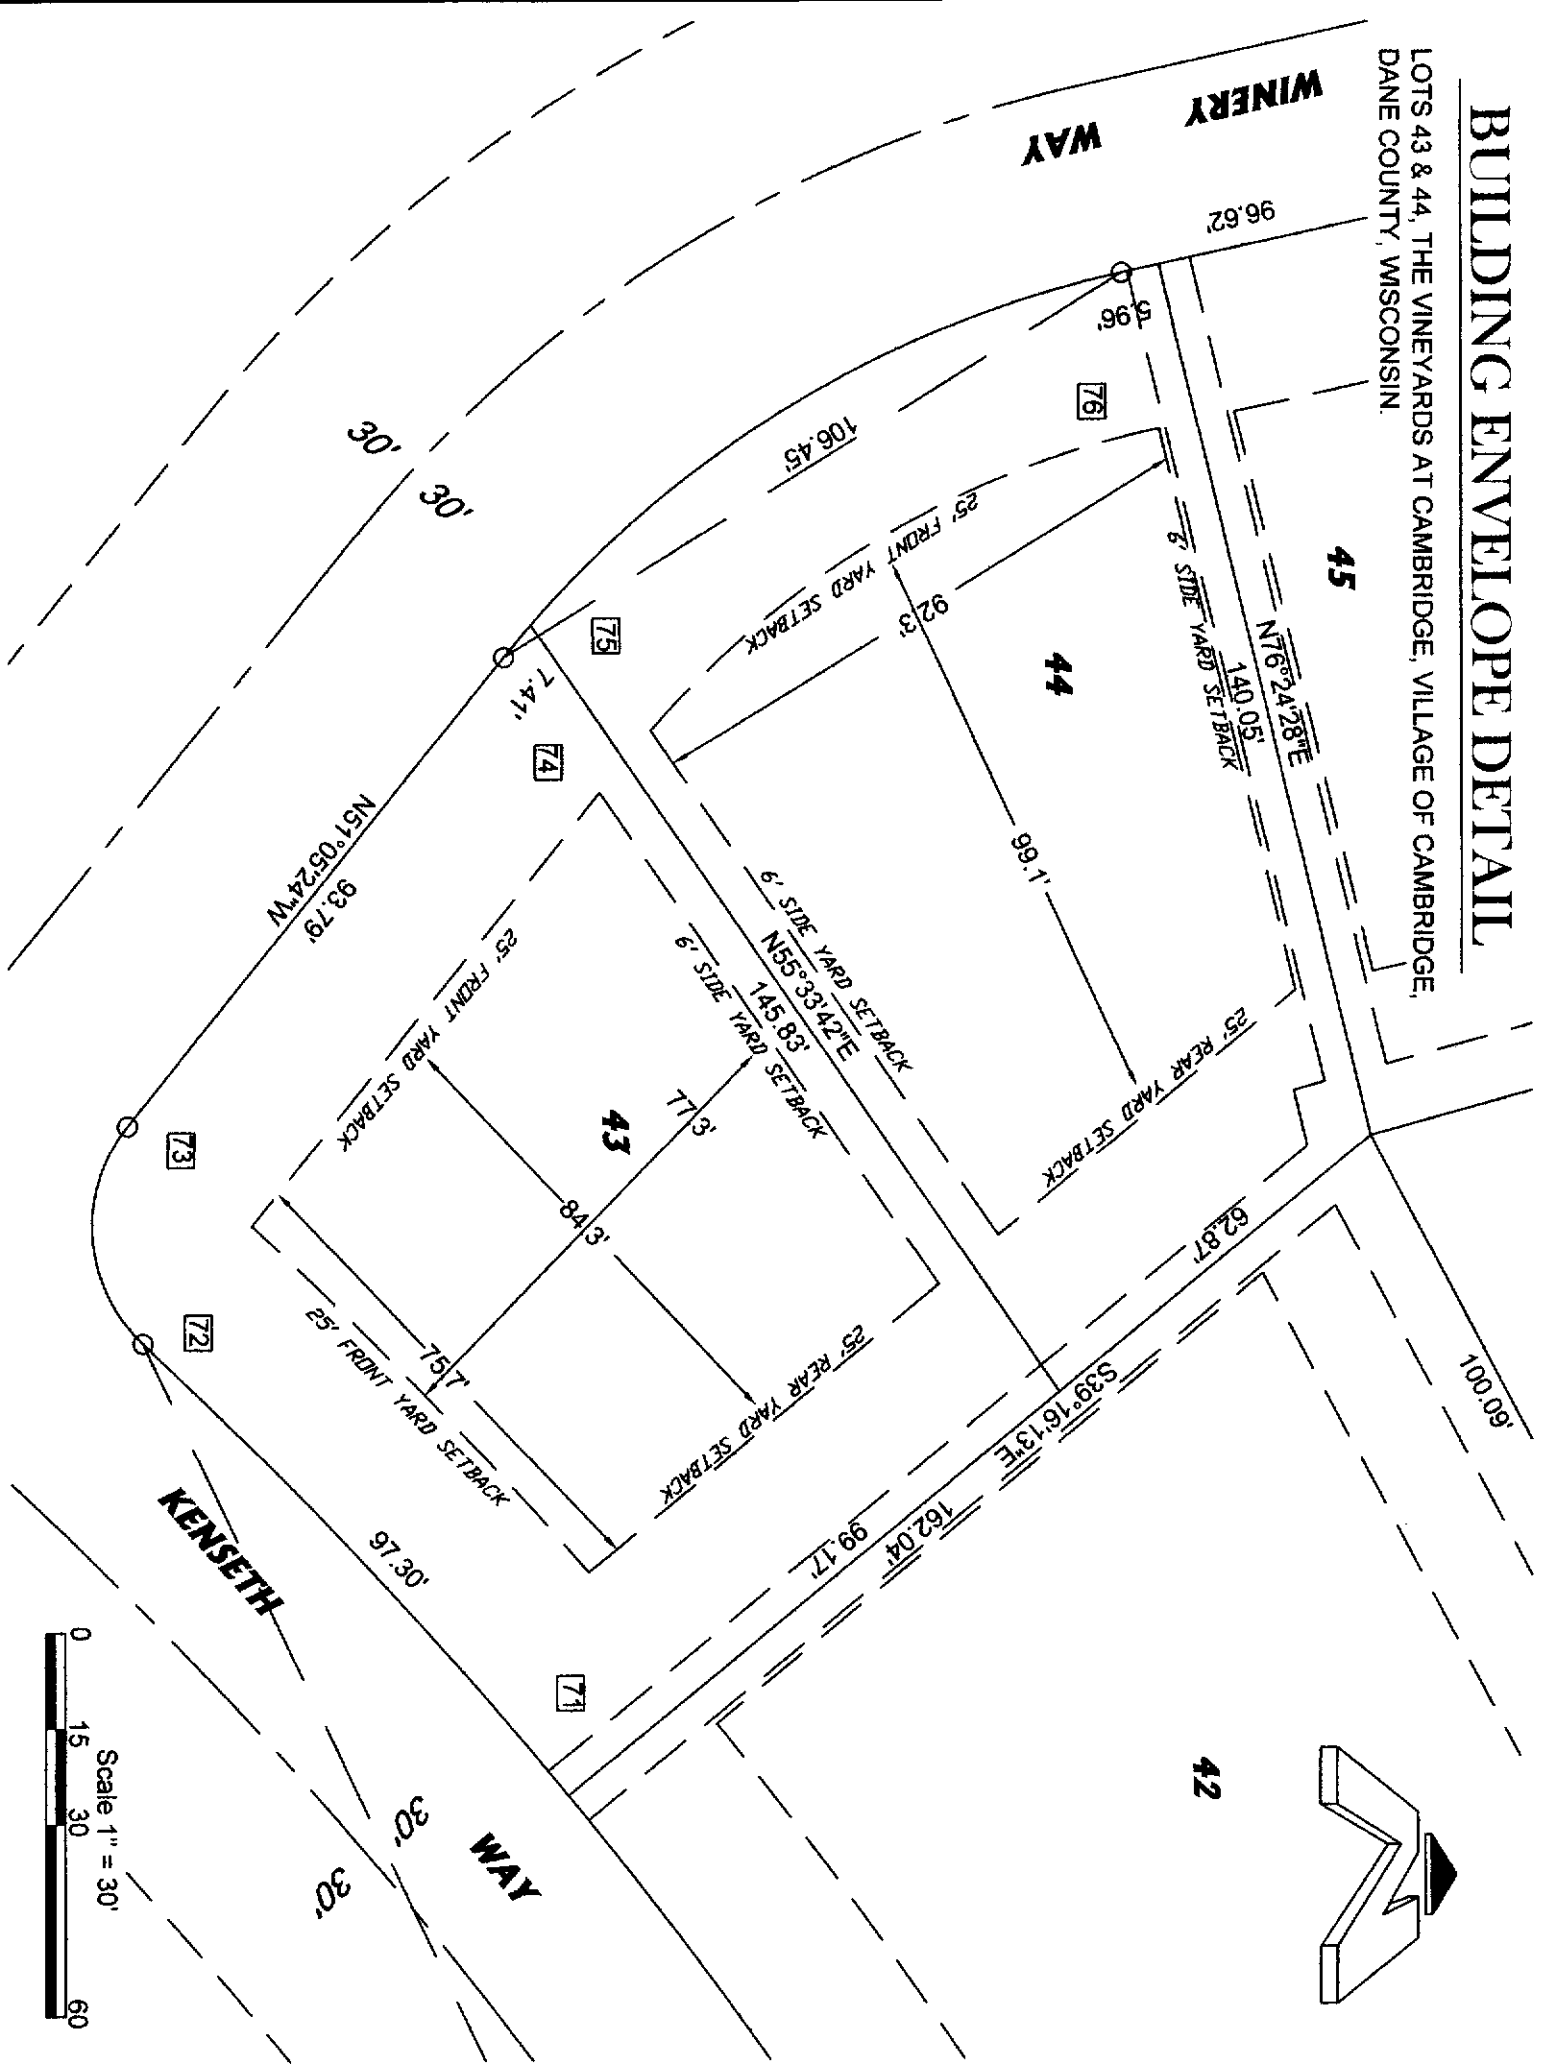 BUILDING ENVELOPE DETAIL
LOTS 43 & 44, THE VINEYARDS AT CAMBRIDGE, VILLAGE OF CAMBRIDGE,
DANE COUNTY, WISCONSIN.
WINERY
WAY
96.62'
5.96'
76
106.45'
30'
30'
25' FRONT YARD SETBACK
92.3'
6' SIDE YARD SETBACK
45
N76°24'28"E
140.05'
44
99.1'
75
7.41'
74
6' SIDE YARD SETBACK
N55°33'42"E
145.83'
6' SIDE YARD SETBACK
25' REAR YARD SETBACK
N51°05'24"W
93.79'
25' FRONT YARD SETBACK
43
77.3'
84.3'
73
72
75.7'
25' FRONT YARD SETBACK
25' REAR YARD SETBACK
62.87'
S39°16'13"E
162.04'
99.17'
100.09'
97.30'
71
42
KENSETH
WAY
30'
30'
Scale 1" = 30'
0 15 30 60